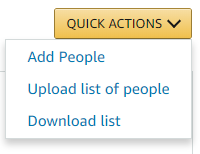 QUICK ACTIONS
Add People
Upload list of people
Download list